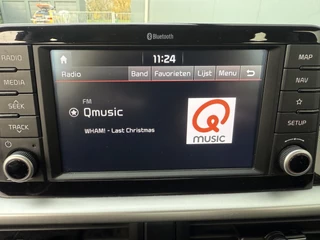 Bluetooth
RADIO
MEDIA
SEEK
TRACK
11:24
Radio
Band
Favorieten
Lijst
Menu
FM
Qmusic
WHAM! - Last Christmas
Q
MUSIC
MAP
NAV
SETUP